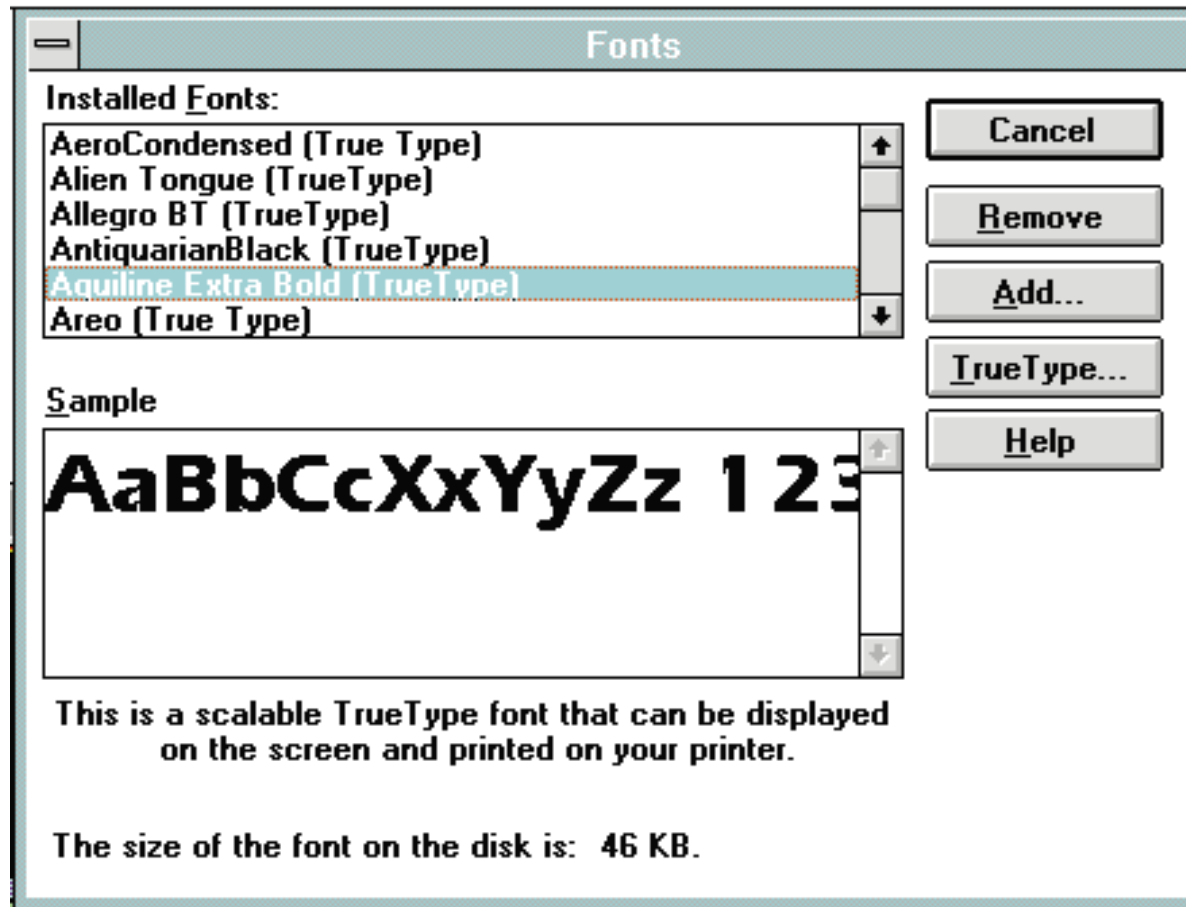 Fonts
Installed Fonts:
AeroCondensed (True Type)
Alien Tongue (TrueType)
Allegro BT (TrueType)
AntiquarianBlack (TrueType)
Aquiline Extra Bold (TrueType)
Areo (True Type)
Cancel
Remove
Add...
TrueType...
Help
Sample
AaBbCcXxYyZz 123
This is a scalable TrueType font that can be displayed
on the screen and printed on your printer.
The size of the font on the disk is:  46 KB.